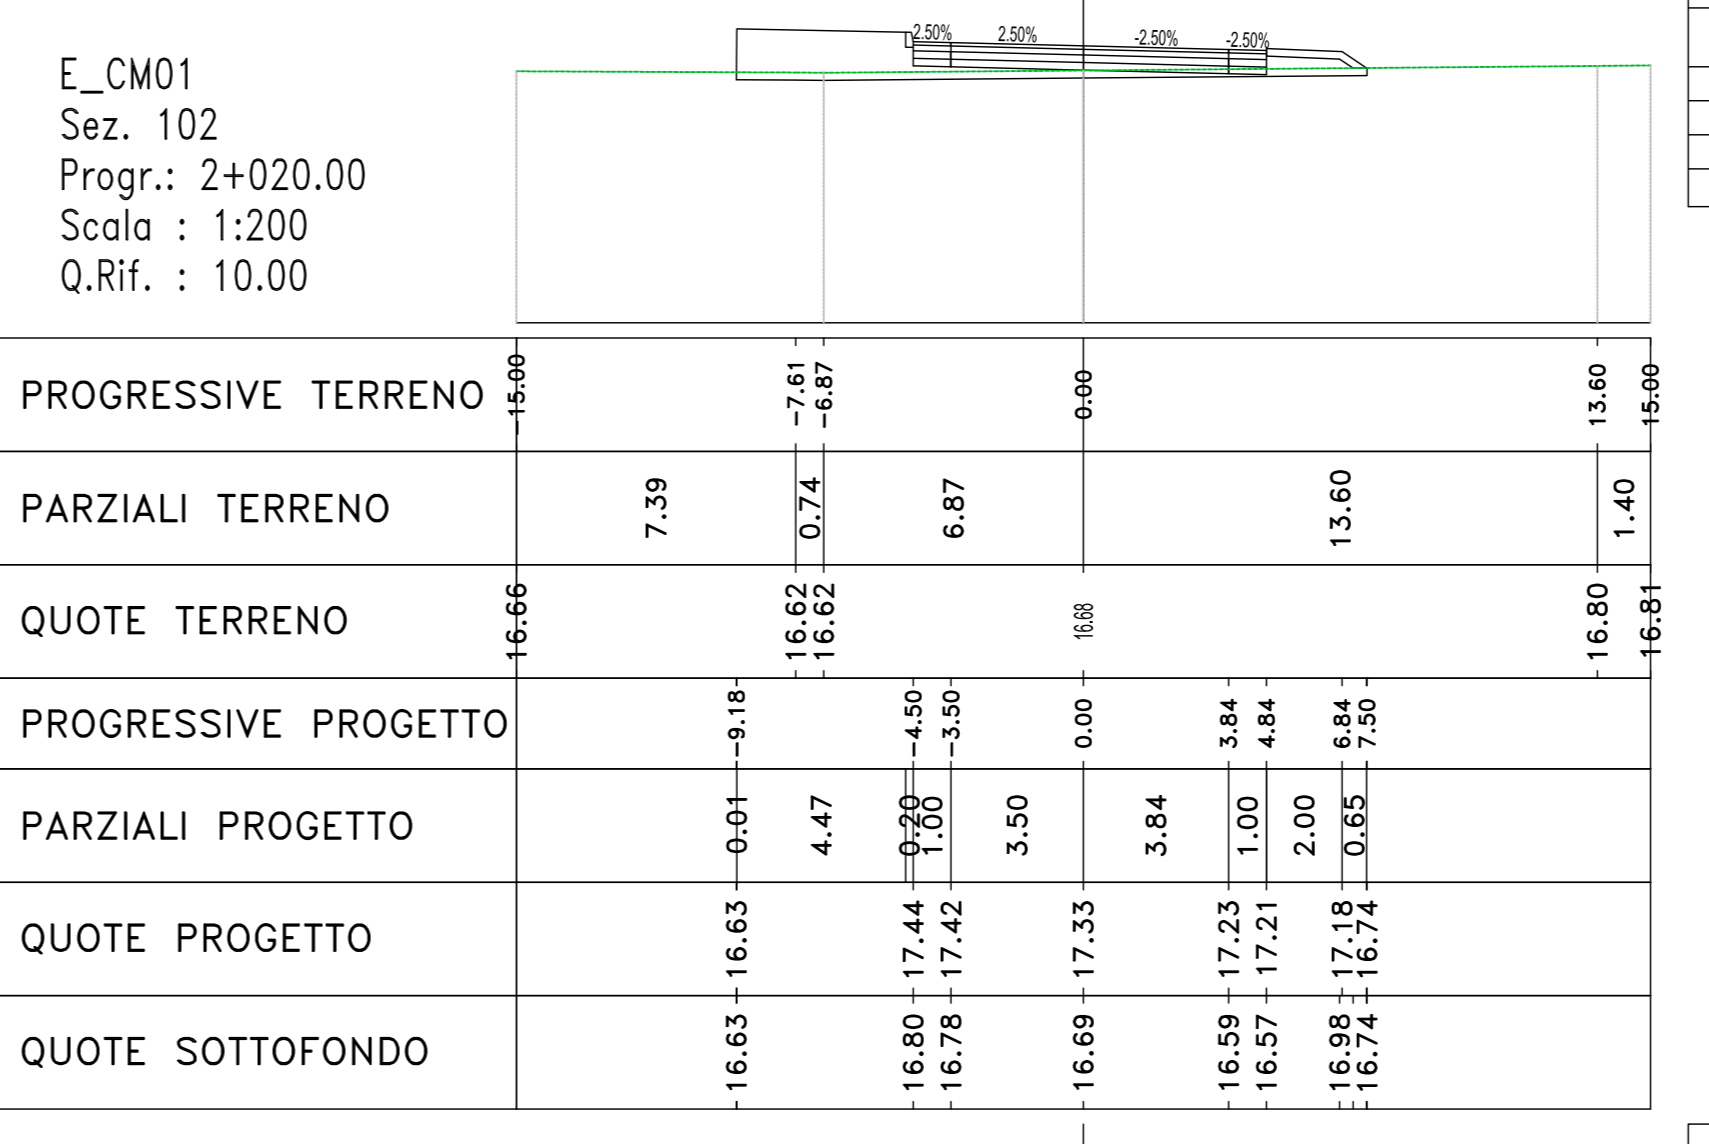 2.50% 2.50% -2.50% -2.50%
E_CM01
Sez. 102
Progr.: 2+020.00
Scala : 1:200
Q.Rif. : 10.00
PROGRESSIVE TERRENO -15.00 -7.61 -6.87 0.00 13.60 15.00
PARZIALI TERRENO 7.39 0.74 6.87 13.60 1.40
QUOTE TERRENO 16.66 16.62 16.62 16.68 16.80 16.81
PROGRESSIVE PROGETTO -9.18 -4.50 -3.50 0.00 3.84 4.84 6.84 7.50
PARZIALI PROGETTO 0.01 4.47 0.20 1.00 3.50 3.84 1.00 2.00 0.65
QUOTE PROGETTO 16.63 17.44 17.42 17.33 17.23 17.21 17.18 16.74
QUOTE SOTTOFONDO 16.63 16.80 16.78 16.69 16.59 16.57 16.98 16.74